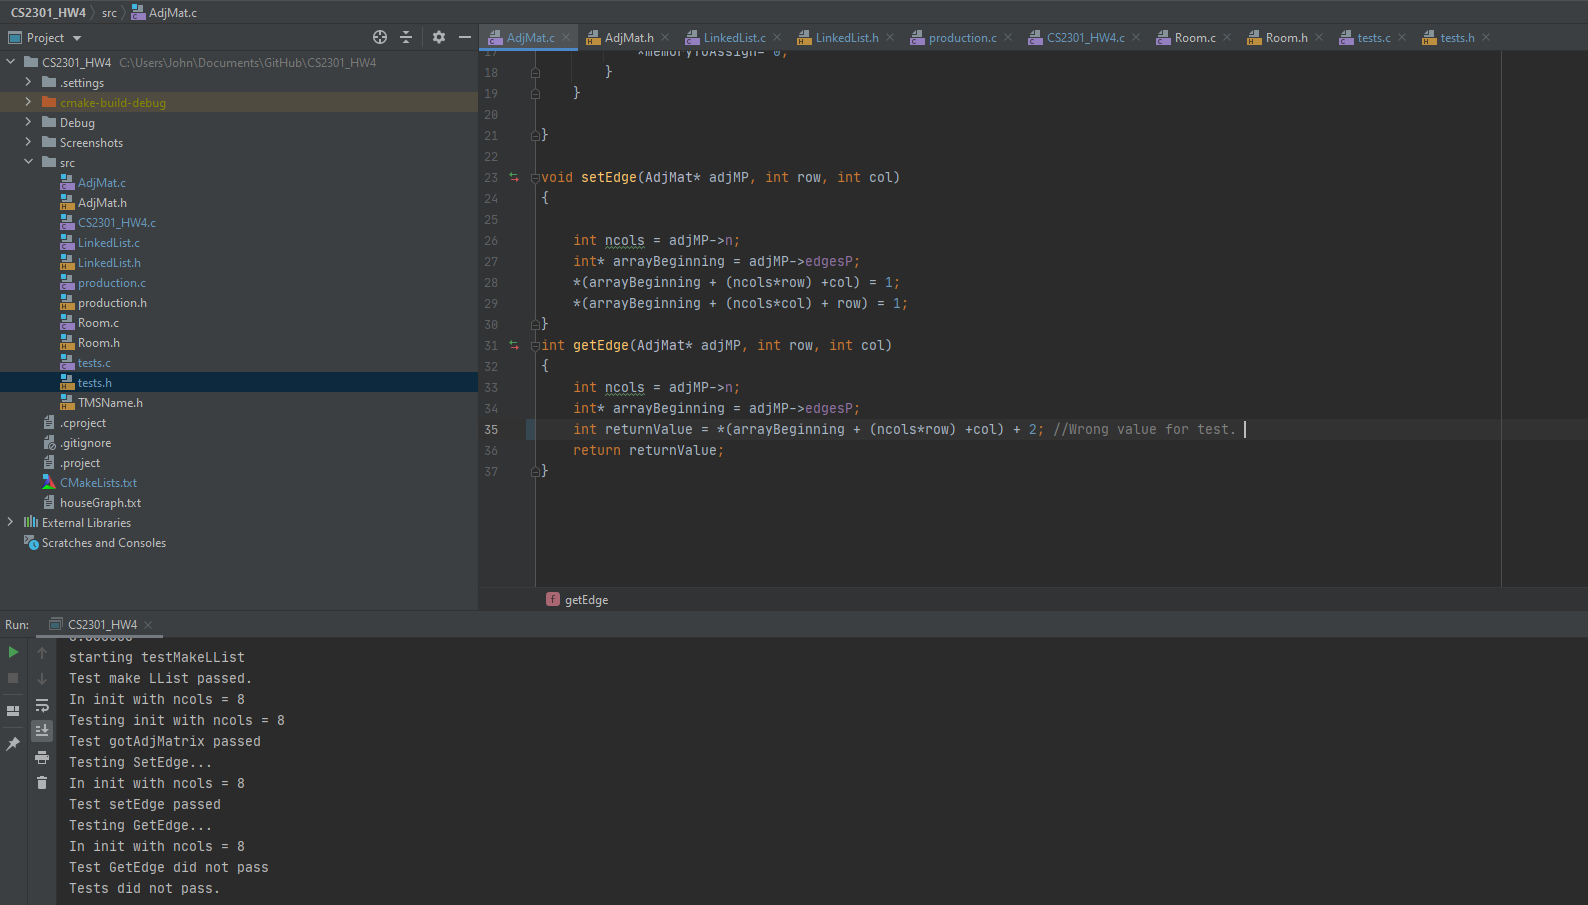 CS2301_HW4 src AdjMat.c
Project
AdjMat.c AdjMat.h LinkedList.c LinkedList.h production.c CS2301_HW4.c Room.c Room.h tests.c tests.h
CS2301_HW4 C:\Users\John\Documents\GitHub\CS2301_HW4
.settings
cmake-build-debug
Debug
Screenshots
src
AdjMat.c
AdjMat.h
CS2301_HW4.c
LinkedList.c
LinkedList.h
production.c
production.h
Room.c
Room.h
tests.c
tests.h
TMSName.h
.cproject
.gitignore
.project
CMakeLists.txt
houseGraph.txt
External Libraries
Scratches and Consoles
17 *memoryToAssign= 0;
18 }
19 }
20
21 }
22
23 void setEdge(AdjMat* adjMP, int row, int col)
24 {
25
26 int ncols = adjMP->n;
27 int* arrayBeginning = adjMP->edgesP;
28 *(arrayBeginning + (ncols*row) +col) = 1;
29 *(arrayBeginning + (ncols*col) + row) = 1;
30 }
31 int getEdge(AdjMat* adjMP, int row, int col)
32 {
33 int ncols = adjMP->n;
34 int* arrayBeginning = adjMP->edgesP;
35 int returnValue = *(arrayBeginning + (ncols*row) +col) + 2; //Wrong value for test.
36 return returnValue;
37 }
f getEdge
Run: CS2301_HW4
starting testMakeLList
Test make LList passed.
In init with ncols = 8
Testing init with ncols = 8
Test gotAdjMatrix passed
Testing SetEdge...
In init with ncols = 8
Test setEdge passed
Testing GetEdge...
In init with ncols = 8
Test GetEdge did not pass
Tests did not pass.